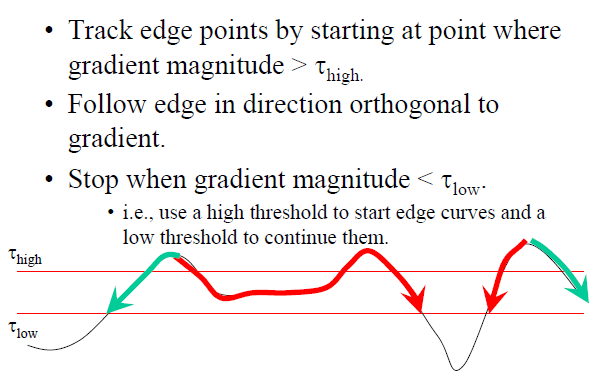 • Track edge points by starting at point where
gradient magnitude > τhigh.
• Follow edge in direction orthogonal to
gradient.
• Stop when gradient magnitude < τlow.
• i.e., use a high threshold to start edge curves and a
low threshold to continue them.
τhigh
τlow